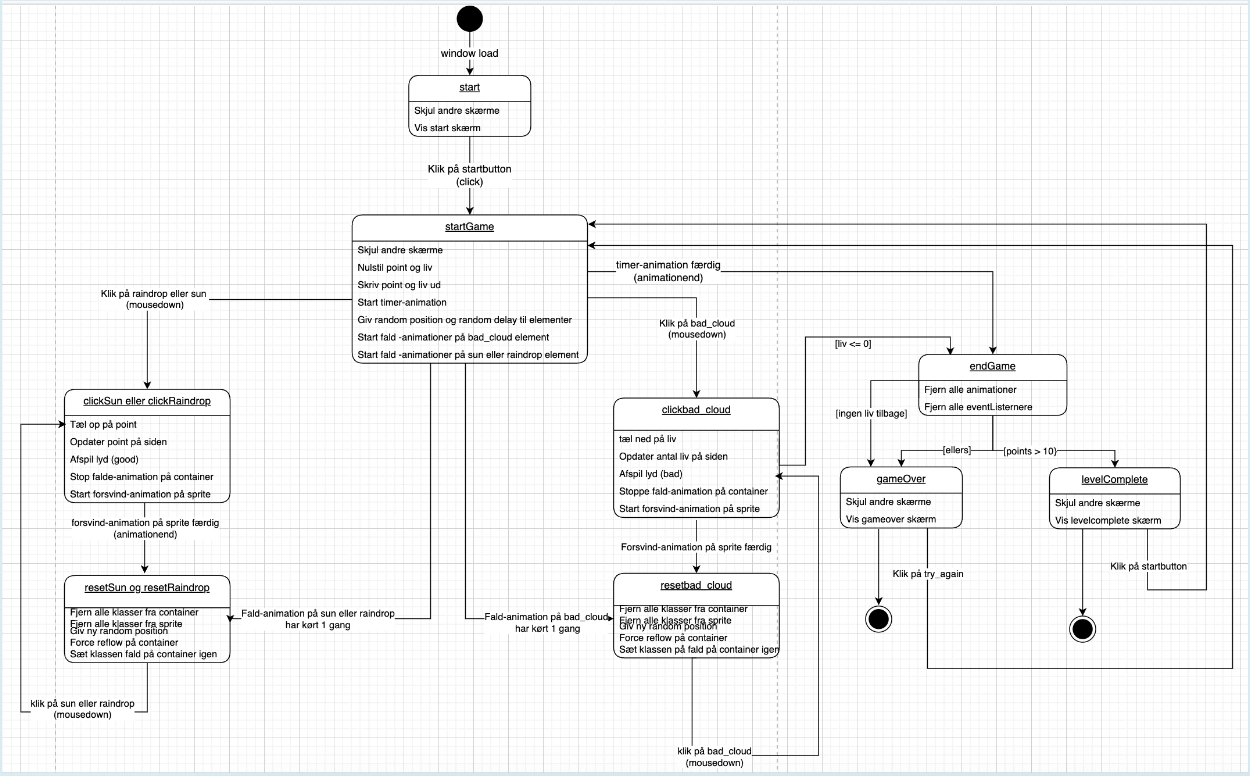 window load
start
Skjul andre skærme
Vis start skærm
Klik på startbutton
(click)
startGame
Skjul andre skærme
Nulstil point og liv
Skriv point og liv ud
Start timer-animation
Giv random position og random delay til elementer
Start fald -animationer på bad_cloud element
Start fald -animationer på sun eller raindrop element
timer-animation færdig
(animationend)
Klik på raindrop eller sun
(mousedown)
Klik på bad_cloud
(mousedown)
[liv <= 0]
endGame
Fjern alle animationer
Fjern alle eventListernere
clickSun eller clickRaindrop
Tæl op på point
Opdater point på siden
Afspil lyd (good)
Stop falde-animation på container
Start forsvind-animation på sprite
clickbad_cloud
tæl ned på liv
Opdater antal liv på siden
Afspil lyd (bad)
Stoppe fald-animation på container
Start forsvind-animation på sprite
[ingen liv tilbage]
[ellers]
[points > 10}
gameOver
Skjul andre skærme
Vis gameover skærm
levelComplete
Skjul andre skærme
Vis levelcomplete skærm
forsvind-animation på sprite færdig
(animationend)
Forsvind-animation på sprite færdig
Klik på try_again
Klik på startbutton
resetSun og resetRaindrop
Fjern alle klasser fra container
Fjern alle klasser fra sprite
Giv ny random position
Force reflow på container
Sæt klassen fald på container igen
Fald-animation på sun eller raindrop
har kørt 1 gang
Fald-animation på bad_cloud
har kørt 1 gang
resetbad_cloud
Fjern alle klasser fra container
Fjern alle klasser fra sprite
Giv ny random position
Force reflow på container
Sæt klassen på fald på container igen
klik på sun eller raindrop
(mousedown)
klik på bad_cloud
(mousedown)